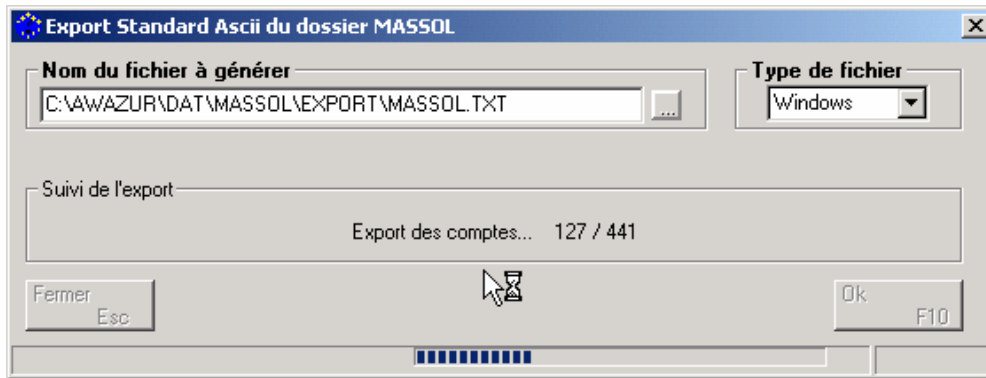 Export Standard Ascii du dossier MASSOL
Nom du fichier à générer
Type de fichier
C:\AWAZUR\DAT\MASSOL\EXPORT\MASSOL.TXT
...
Windows
Suivi de l'export
Export des comptes... 127 / 441
Fermer
Esc
Ok
F10